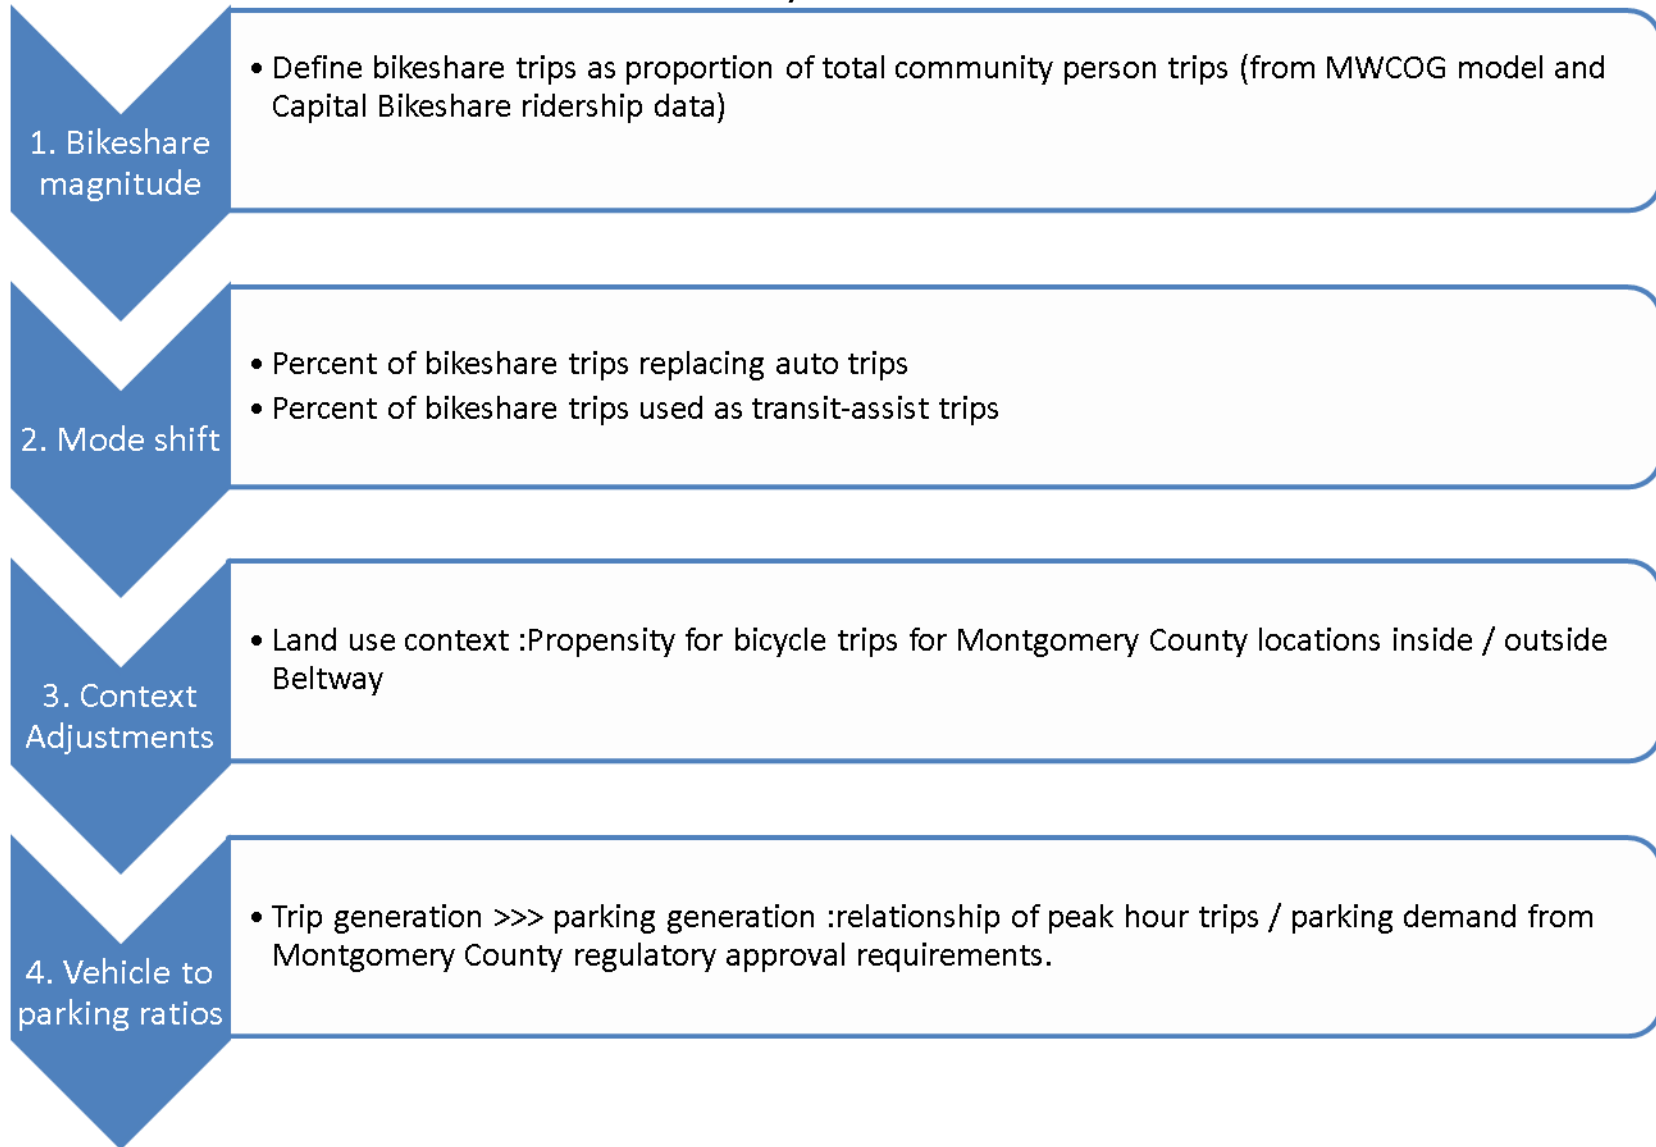 1. Bikeshare
magnitude
• Define bikeshare trips as proportion of total community person trips (from MWCOG model and
Capital Bikeshare ridership data)
2. Mode shift
• Percent of bikeshare trips replacing auto trips
• Percent of bikeshare trips used as transit-assist trips
3. Context
Adjustments
• Land use context :Propensity for bicycle trips for Montgomery County locations inside / outside
Beltway
4. Vehicle to
parking ratios
• Trip generation >>> parking generation :relationship of peak hour trips / parking demand from
Montgomery County regulatory approval requirements.